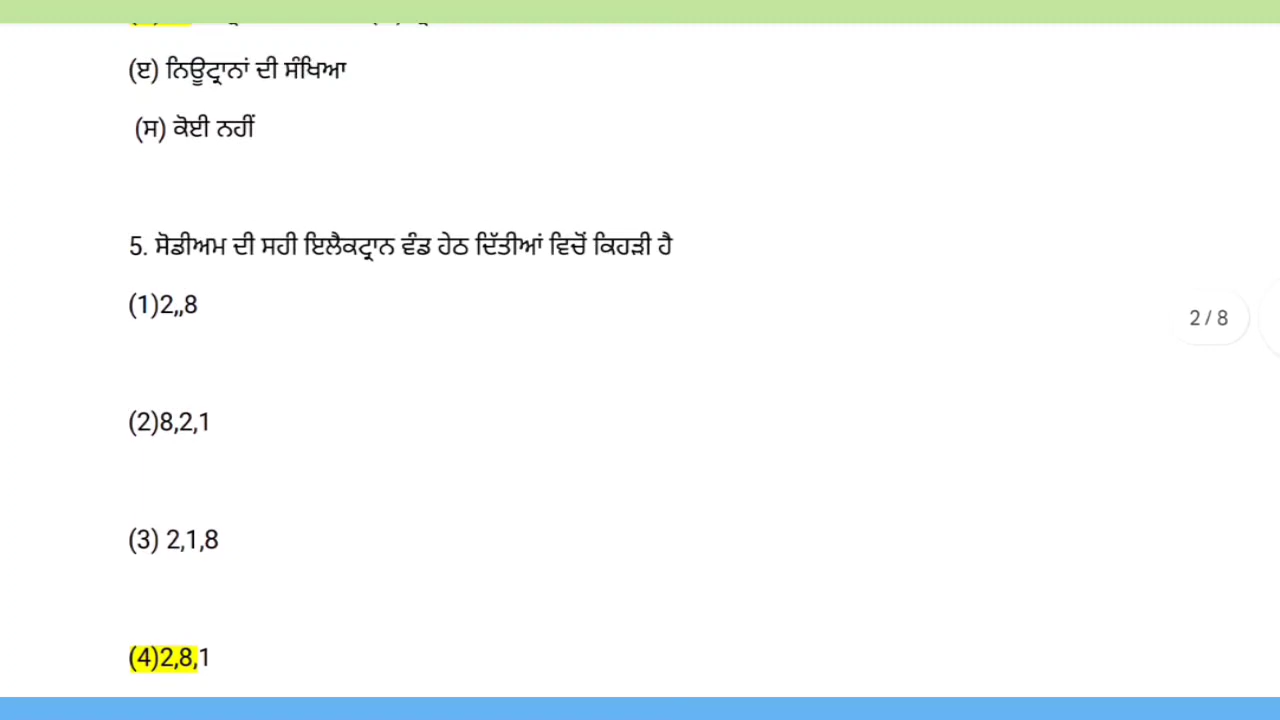 (ੲ) ਨਿਊਟ੍ਰਾਨਾਂ ਦੀ ਸੰਖਿਆ
(ਸ) ਕੋਈ ਨਹੀਂ
5. ਸੋਡੀਅਮ ਦੀ ਸਹੀ ਇਲੈਕਟ੍ਰਾਨ ਵੰਡ ਹੇਠ ਦਿੱਤੀਆਂ ਵਿਚੋਂ ਕਿਹੜੀ ਹੈ
(1)2,,8
2 / 8
(2)8,2,1
(3) 2,1,8
(4)2,8,1